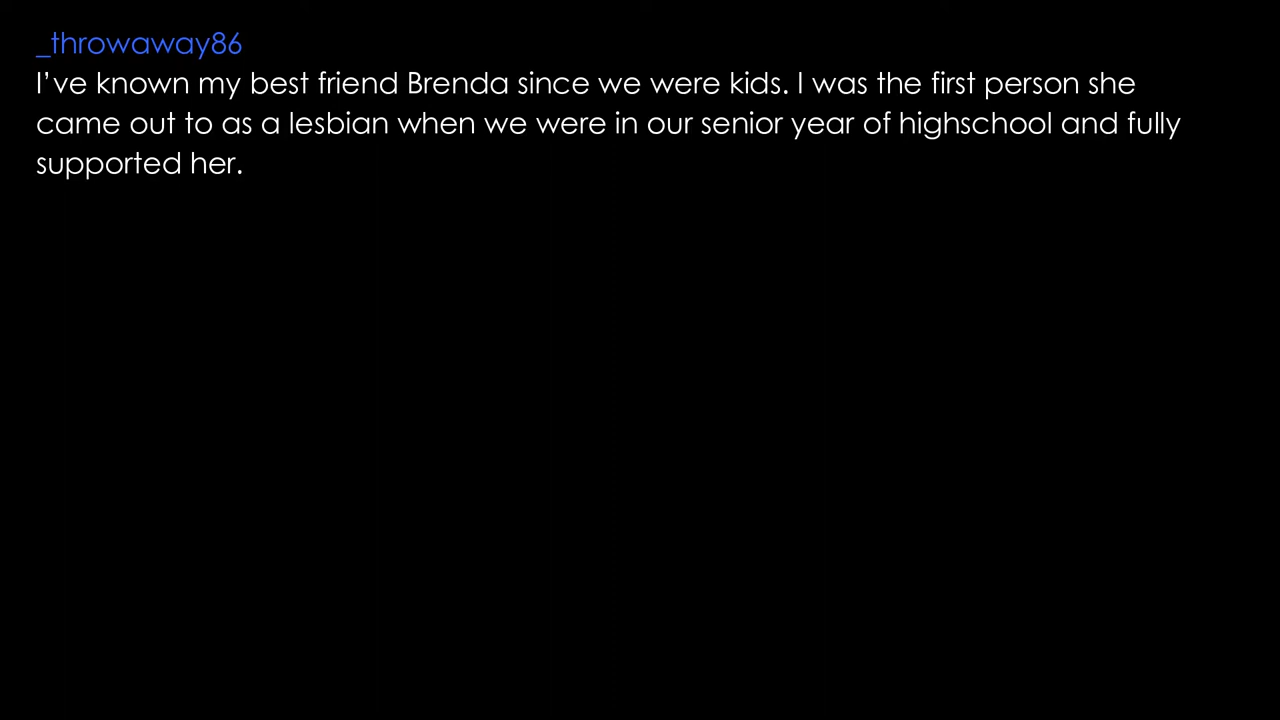 _throwaway86
I’ve known my best friend Brenda since we were kids. I was the first person she
came out to as a lesbian when we were in our senior year of highschool and fully
supported her.